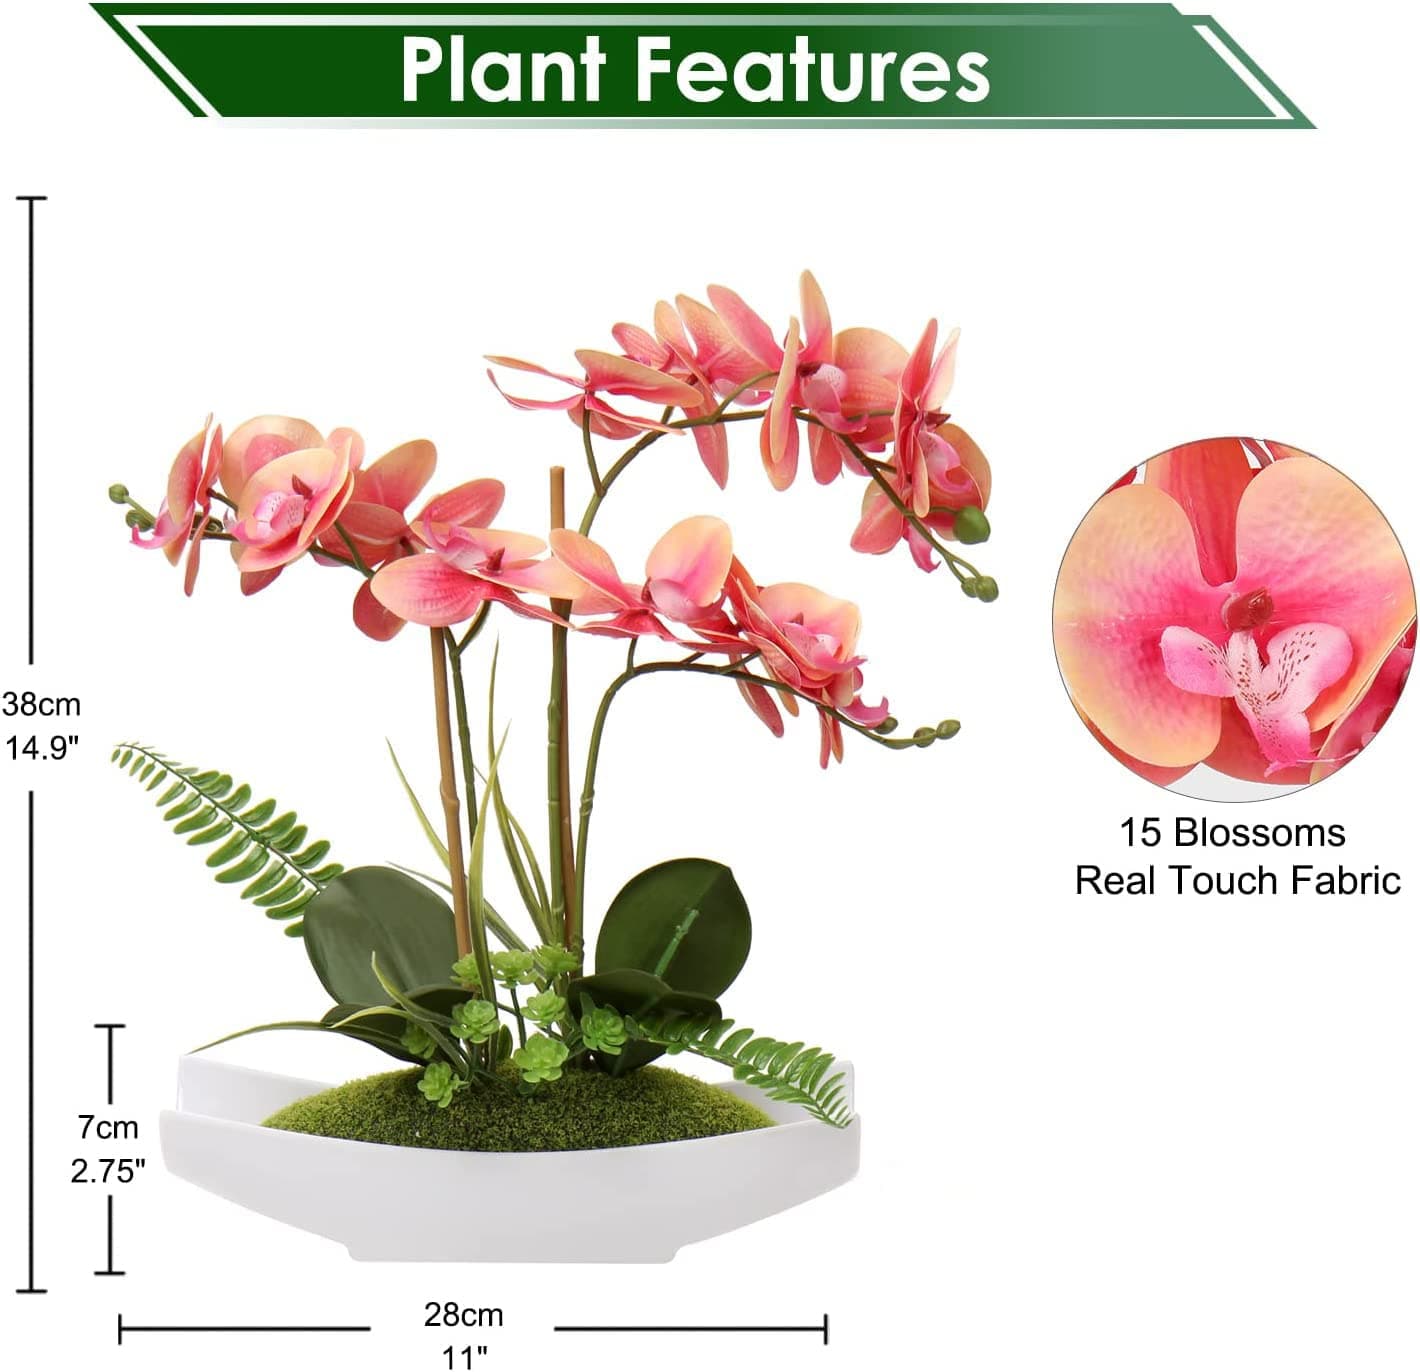 Plant Features
38cm
14.9"
15 Blossoms
Real Touch Fabric
7cm
2.75"
28cm
11"